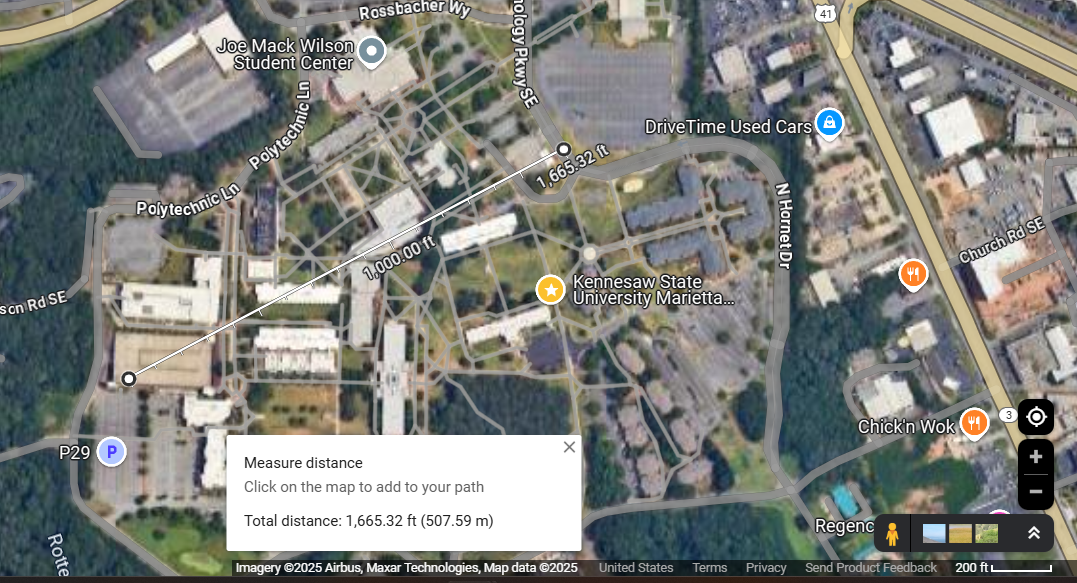 Rossbacher Wy
41
Joe Mack Wilson
Student Center
nology Pkwy SE
DriveTime Used Cars
Polytechnic Ln
1,665.32 ft
Polytechnic Ln
N Hornet Dr
Church Rd SE
1,000.00 ft
Kennesaw State
University Marietta...
son Rd SE
3
Chick'n Wok
P29
P
Measure distance
Click on the map to add to your path
Total distance: 1,665.32 ft (507.59 m)
Regenc
Rotte
Imagery ©2025 Airbus, Maxar Technologies, Map data ©2025
United States
Terms
Privacy
Send Product Feedback
200 ft